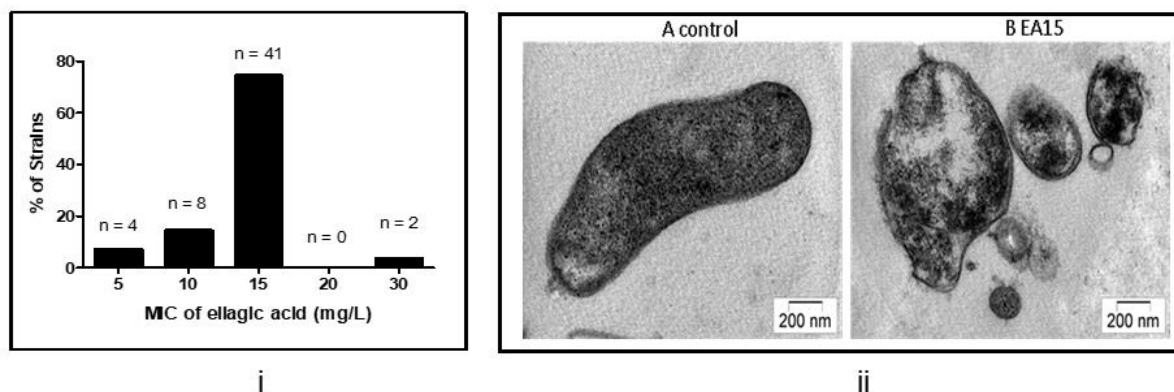 n = 41
80
60
40
20
0
% of Strains
n = 4
n = 8
n = 0
n = 2
5 10 15 20 30
MIC of ellagic acid (mg/L)
i
A control
B EA15
200 nm
200 nm
ii